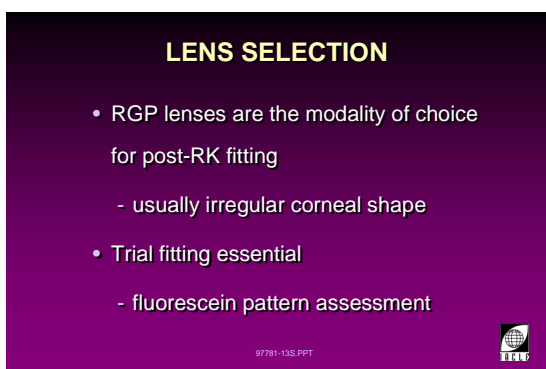 LENS SELECTION
• RGP lenses are the modality of choice
for post-RK fitting
- usually irregular corneal shape
• Trial fitting essential
- fluorescein pattern assessment
97781-13S.PPT
IACLE